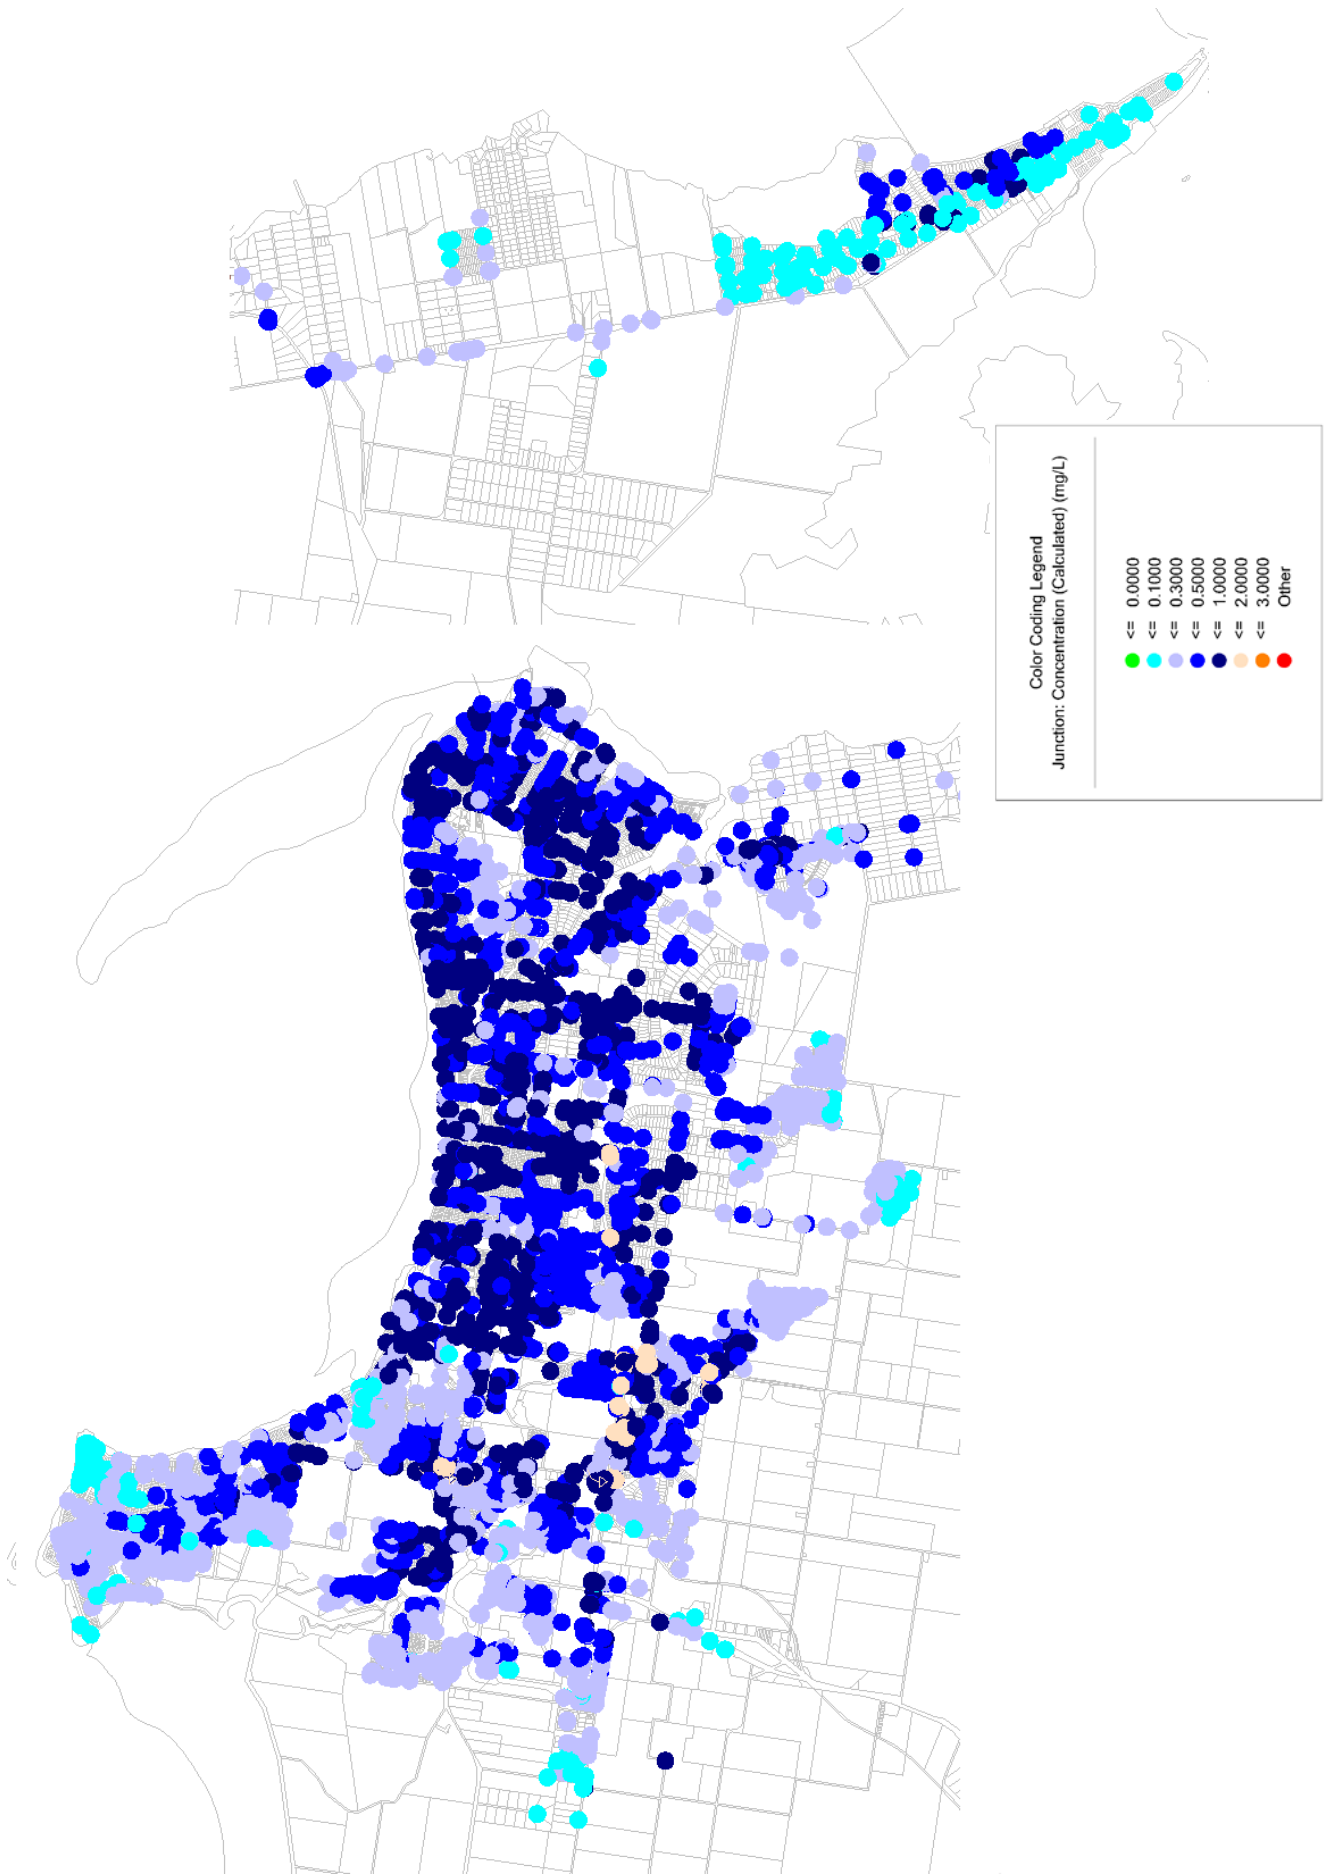 Color Coding Legend
Junction: Concentration (Calculated) (mg/L)
<= 0.0000
<= 0.1000
<= 0.3000
<= 0.5000
<= 1.0000
<= 2.0000
<= 3.0000
Other